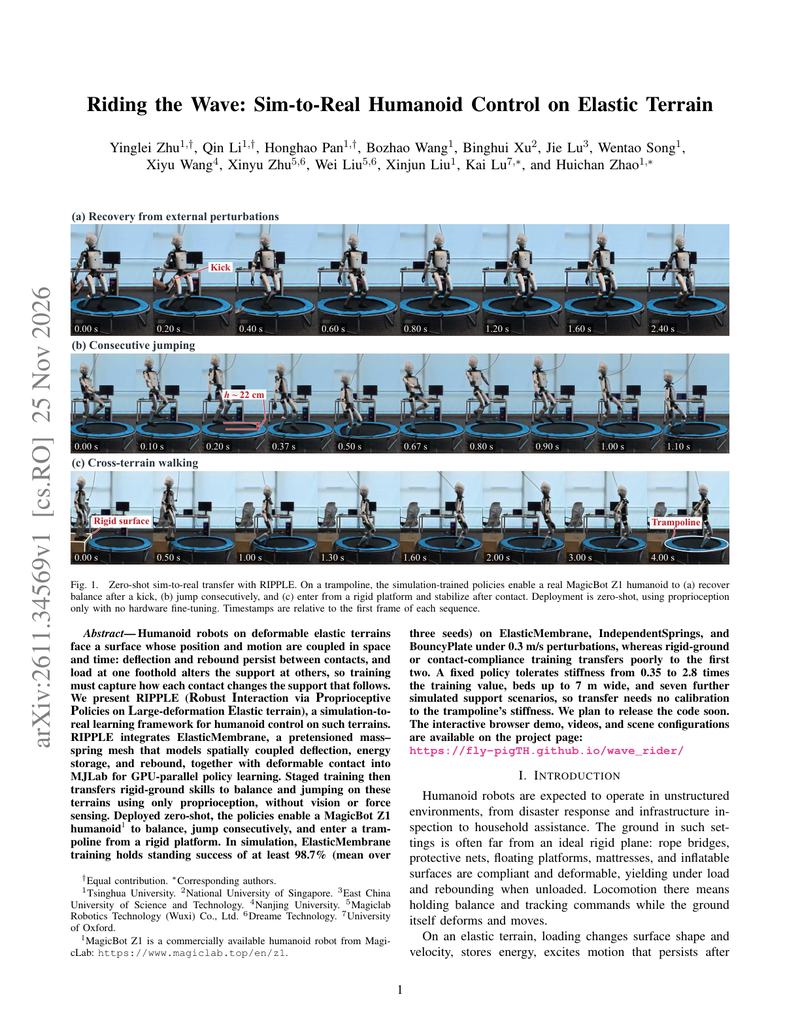 Riding the Wave: Sim-to-Real Humanoid Control on Elastic Terrain
Yinglei Zhu1,†, Qin Li1,†, Honghao Pan1,†, Bozhao Wang1, Binghui Xu2, Jie Lu3, Wentao Song1,
Xiyu Wang4, Xinyu Zhu5,6, Wei Liu5,6, Xinjun Liu1, Kai Lu7,*, and Huichan Zhao1,*
arXiv:2611.34569v1 [cs.RO] 25 Nov 2026
(a) Recovery from external perturbations
Kick
0.00 s 0.20 s 0.40 s 0.60 s 0.80 s 1.20 s 1.60 s 2.40 s
(b) Consecutive jumping
h ~ 22 cm
0.00 s 0.10 s 0.20 s 0.37 s 0.50 s 0.67 s 0.80 s 0.90 s 1.00 s 1.10 s
(c) Cross-terrain walking
Rigid surface
Trampoline
0.00 s 0.50 s 1.00 s 1.30 s 1.60 s 2.00 s 3.00 s 4.00 s
Fig. 1. Zero-shot sim-to-real transfer with RIPPLE. On a trampoline, the simulation-trained policies enable a real MagicBot Z1 humanoid to (a) recover
balance after a kick, (b) jump consecutively, and (c) enter from a rigid platform and stabilize after contact. Deployment is zero-shot, using proprioception
only with no hardware fine-tuning. Timestamps are relative to the first frame of each sequence.
Abstract—Humanoid robots on deformable elastic terrains
face a surface whose position and motion are coupled in space
and time: deflection and rebound persist between contacts, and
load at one foothold alters the support at others, so training
must capture how each contact changes the support that follows.
We present RIPPLE (Robust Interaction via Proprioceptive
Policies on Large-deformation Elastic terrain), a simulation-to-
real learning framework for humanoid control on such terrains.
RIPPLE integrates ElasticMembrane, a pretensioned mass–
spring mesh that models spatially coupled deflection, energy
storage, and rebound, together with deformable contact into
MJLab for GPU-parallel policy learning. Staged training then
transfers rigid-ground skills to balance and jumping on these
terrains using only proprioception, without vision or force
sensing. Deployed zero-shot, the policies enable a MagicBot Z1
humanoid1 to balance, jump consecutively, and enter a tram-
poline from a rigid platform. In simulation, ElasticMembrane
training holds standing success of at least 98.7% (mean over
†Equal contribution. *Corresponding authors.
1Tsinghua University. 2National University of Singapore. 3East China
University of Science and Technology. 4Nanjing University. 5Magiclab
Robotics Technology (Wuxi) Co., Ltd. 6Dreame Technology. 7University
of Oxford.
1MagicBot Z1 is a commercially available humanoid robot from Magi-
cLab: https://www.magiclab.top/en/z1.
three seeds) on ElasticMembrane, IndependentSprings, and
BouncyPlate under 0.3 m/s perturbations, whereas rigid-ground
or contact-compliance training transfers poorly to the first
two. A fixed policy tolerates stiffness from 0.35 to 2.8 times
the training value, beds up to 7 m wide, and seven further
simulated support scenarios, so transfer needs no calibration
to the trampoline's stiffness. We plan to release the code soon.
The interactive browser demo, videos, and scene configurations
are available on the project page:
https://fly-pigTH.github.io/wave_rider/
I. INTRODUCTION
Humanoid robots are expected to operate in unstructured
environments, from disaster response and infrastructure in-
spection to household assistance. The ground in such set-
tings is often far from an ideal rigid plane: rope bridges,
protective nets, floating platforms, mattresses, and inflatable
surfaces are compliant and deformable, yielding under load
and rebounding when unloaded. Locomotion there means
holding balance and tracking commands while the ground
itself deforms and moves.
On an elastic terrain, loading changes surface shape and
velocity, stores energy, excites motion that persists after
1